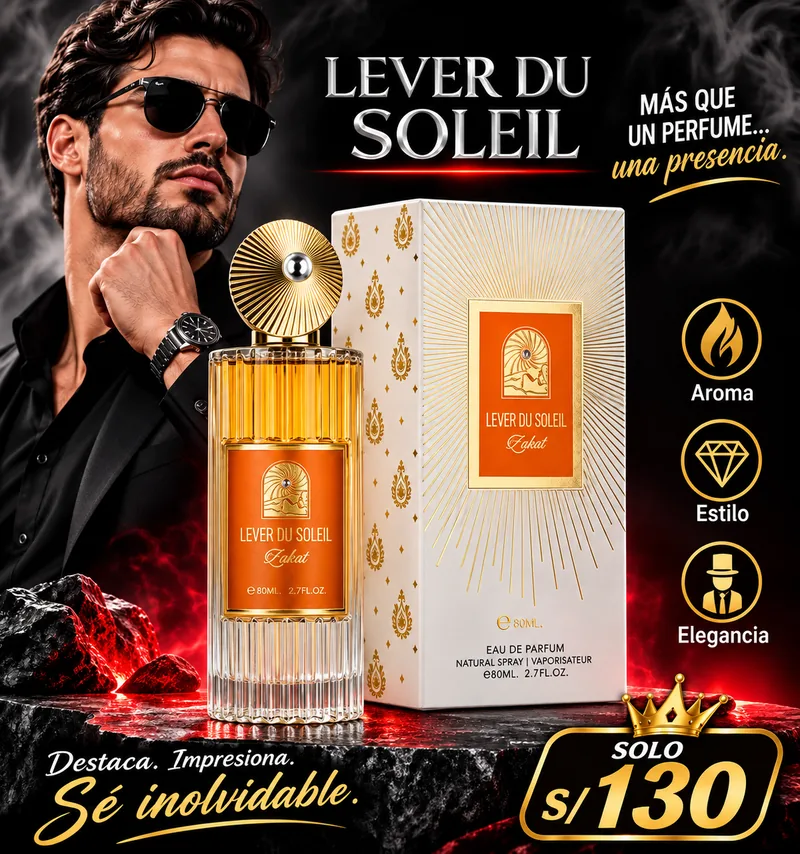 LEVER DU
SOLEIL
MÁS QUE
UN PERFUME...
una presencia.
LEVER DU SOLEIL
Zakat
Aroma
Estilo
Elegancia
LEVER DU SOLEIL
Zakat
℮80ML. 2.7FL.OZ.
℮ 80ML.
EAU DE PARFUM
NATURAL SPRAY | VAPORISATEUR
℮80ML. 2.7FL.OZ.
Destaca. Impresiona.
Sé inolvidable.
SOLO
S/130